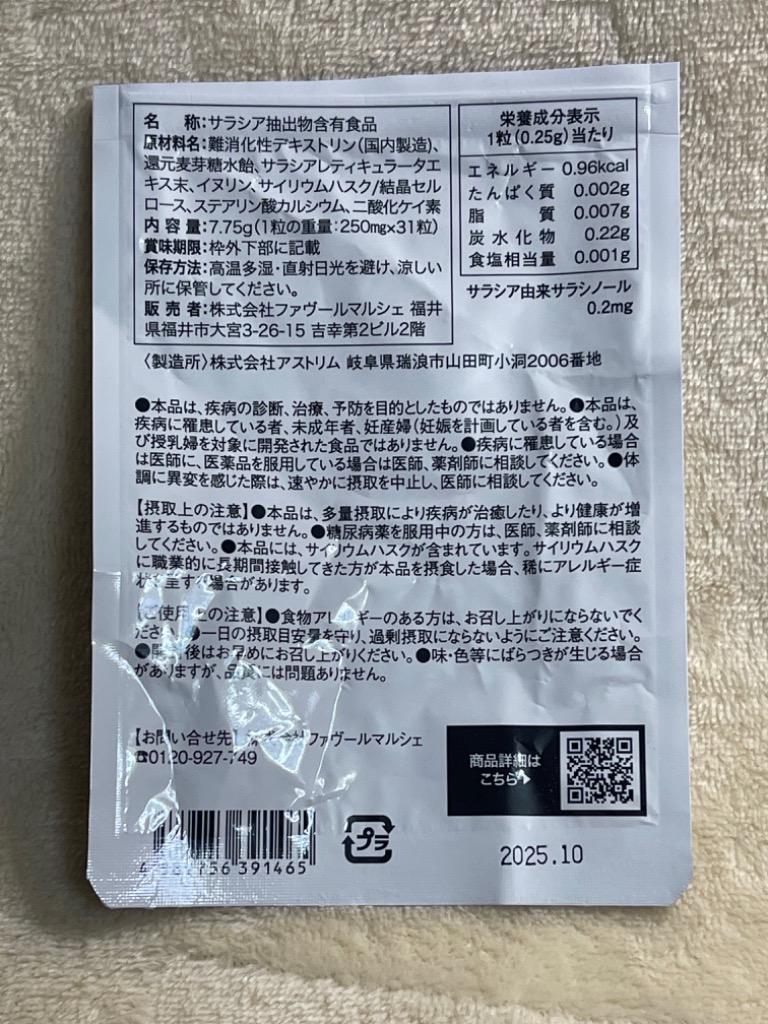 名 称:サラシア抽出物含有食品
原材料名:難消化性デキストリン(国内製造)、
還元麦芽糖水飴、サラシアレティキュラータエ
キス末、イヌリン、サイリウムハスク/結晶セル
ロース、ステアリン酸カルシウム、二酸化ケイ素
内 容 量:7.75g(1粒の重量:250mg×31粒)
賞味期限:枠外下部に記載
保存方法:高温多湿・直射日光を避け、涼しい
所に保管してください。
販 売 者:株式会社ファヴールマルシェ 福井
県福井市大宮3-26-15 吉幸第2ビル2階
栄養成分表示
1粒(0.25g)当たり
エネルギー 0.96kcal
たんぱく質 0.002g
脂 質 0.007g
炭水化物 0.22g
食塩相当量 0.001g
サラシア由来サラシノール
0.2mg
〈製造所〉株式会社アストリム 岐阜県瑞浪市山田町小洞2006番地
●本品は、疾病の診断、治療、予防を目的としたものではありません。●本品は、
疾病に罹患している者、未成年者、妊産婦(妊娠を計画している者を含む。)及
び授乳婦を対象に開発された食品ではありません。●疾病に罹患している場合
は医師に、医薬品を服用している場合は医師、薬剤師に相談してください。●体
調に異変を感じた際は、速やかに摂取を中止し、医師に相談してください。
【摂取上の注意】●本品は、多量摂取により疾病が治癒したり、より健康が増
進するものではありません。●糖尿病薬を服用中の方は、医師、薬剤師に相談
してください。●本品には、サイリウムハスクが含まれています。サイリウムハスク
に職業的に長期間接触してきた方が本品を摂食した場合、稀にアレルギー症
状を呈する場合があります。
【ご使用上の注意】●食物アレルギーのある方は、お召し上がりにならないでく
ださい。●一日の摂取目安量を守り、過剰摂取にならないようにご注意ください。
●開封後はお早めにお召し上がりください。●味・色等にばらつきが生じる場合
がありますが、品質には問題ありません。
【お問い合せ先】株式会社ファヴールマルシェ
☎0120-927-749
商品詳細は
こちら
プラ
391465
2025.10